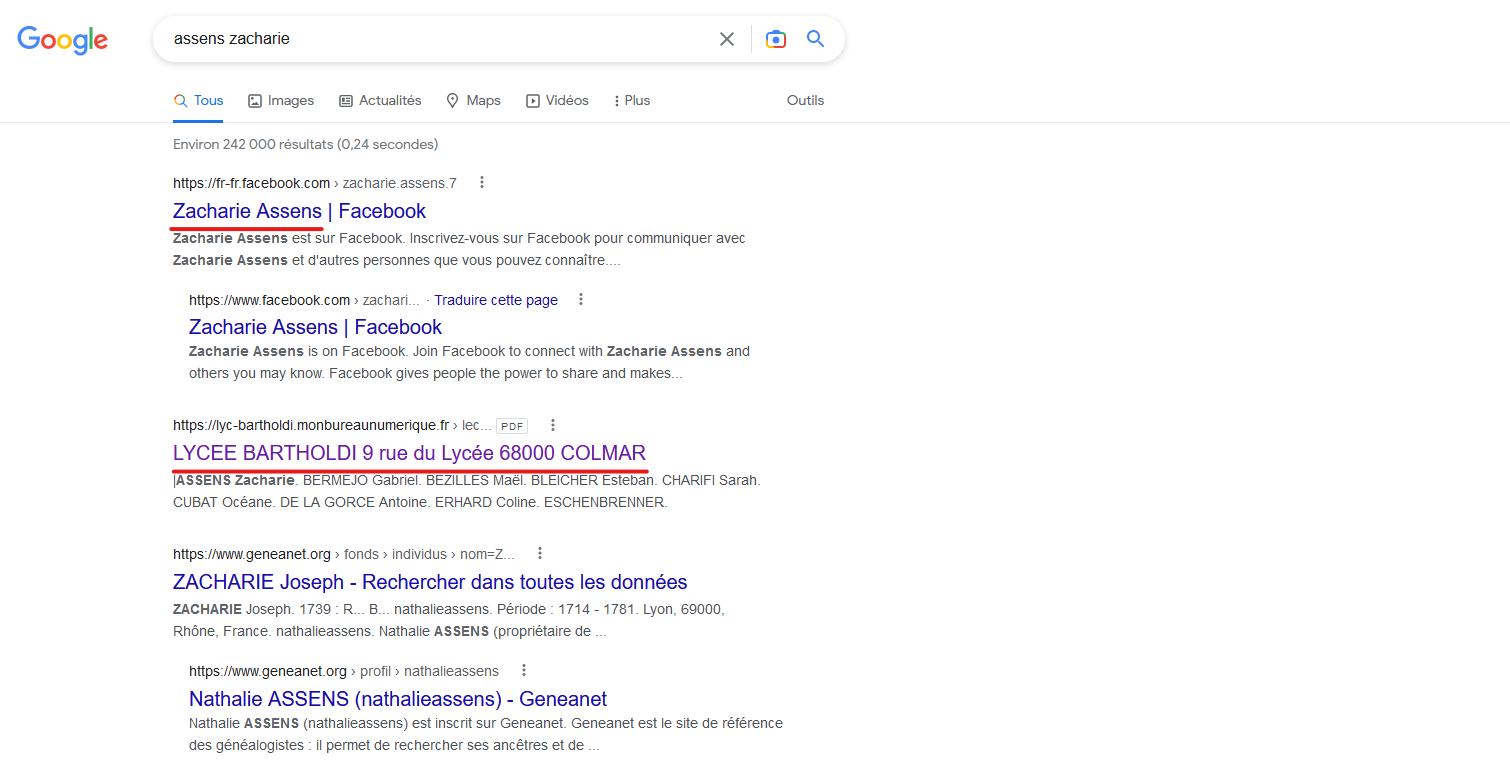 Google
assens zacharie
Tous Images Actualités Maps Vidéos Plus Outils
Environ 242 000 résultats (0,24 secondes)
https://fr-fr.facebook.com › zacharie.assens.7
Zacharie Assens | Facebook
Zacharie Assens est sur Facebook. Inscrivez-vous sur Facebook pour communiquer avec
Zacharie Assens et d'autres personnes que vous pouvez connaître....
https://www.facebook.com › zachari... · Traduire cette page
Zacharie Assens | Facebook
Zacharie Assens is on Facebook. Join Facebook to connect with Zacharie Assens and
others you may know. Facebook gives people the power to share and makes...
https://lyc-bartholdi.monbureaunumerique.fr › lec... PDF
LYCEE BARTHOLDI 9 rue du Lycée 68000 COLMAR
|ASSENS Zacharie. BERMEJO Gabriel. BEZILLES Maël. BLEICHER Esteban. CHARIFI Sarah.
CUBAT Océane. DE LA GORCE Antoine. ERHARD Coline. ESCHENBRENNER.
https://www.geneanet.org › fonds › individus › nom=Z...
ZACHARIE Joseph - Rechercher dans toutes les données
ZACHARIE Joseph. 1739 : R... B... nathalieassens. Période : 1714 - 1781. Lyon, 69000,
Rhône, France. nathalieassens. Nathalie ASSENS (propriétaire de ...
https://www.geneanet.org › profil › nathalieassens
Nathalie ASSENS (nathalieassens) - Geneanet
Nathalie ASSENS (nathalieassens) est inscrit sur Geneanet. Geneanet est le site de référence
des généalogistes : il permet de rechercher ses ancêtres et de ...